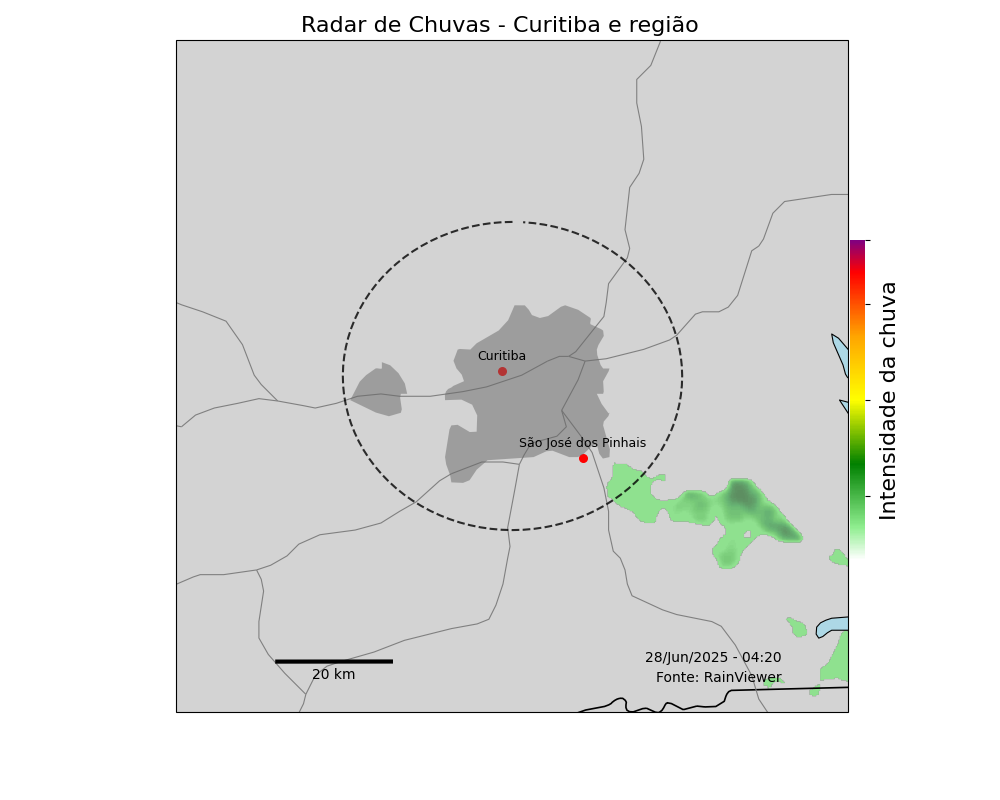 Radar de Chuvas - Curitiba e região
Curitiba
São José dos Pinhais
Intensidade da chuva
28/Jun/2025 - 04:20
20 km
Fonte: RainViewer